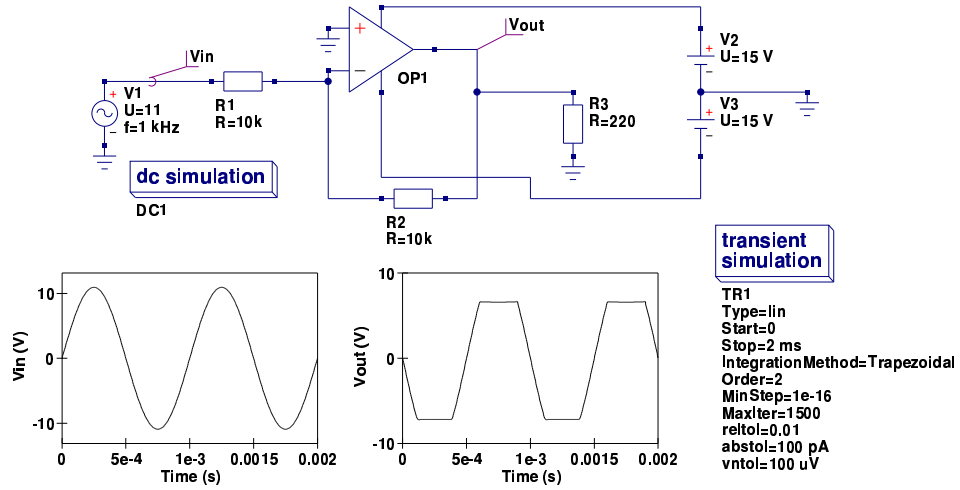 Vin
V1
U=11
f=1 kHz
R1
R=10k
+
−
OP1
Vout
R3
R=220
V2
U=15 V
V3
U=15 V
dc simulation
DC1
R2
R=10k
transient
simulation
TR1
Type=lin
Start=0
Stop=2 ms
IntegrationMethod=Trapezoidal
Order=2
MinStep=1e-16
MaxIter=1500
reltol=0.01
abstol=100 pA
vntol=100 uV
Vin (V)
10
0
-10
0 5e-4 1e-3 0.0015 0.002
Time (s)
Vout (V)
10
0
-10
0 5e-4 1e-3 0.0015 0.002
Time (s)